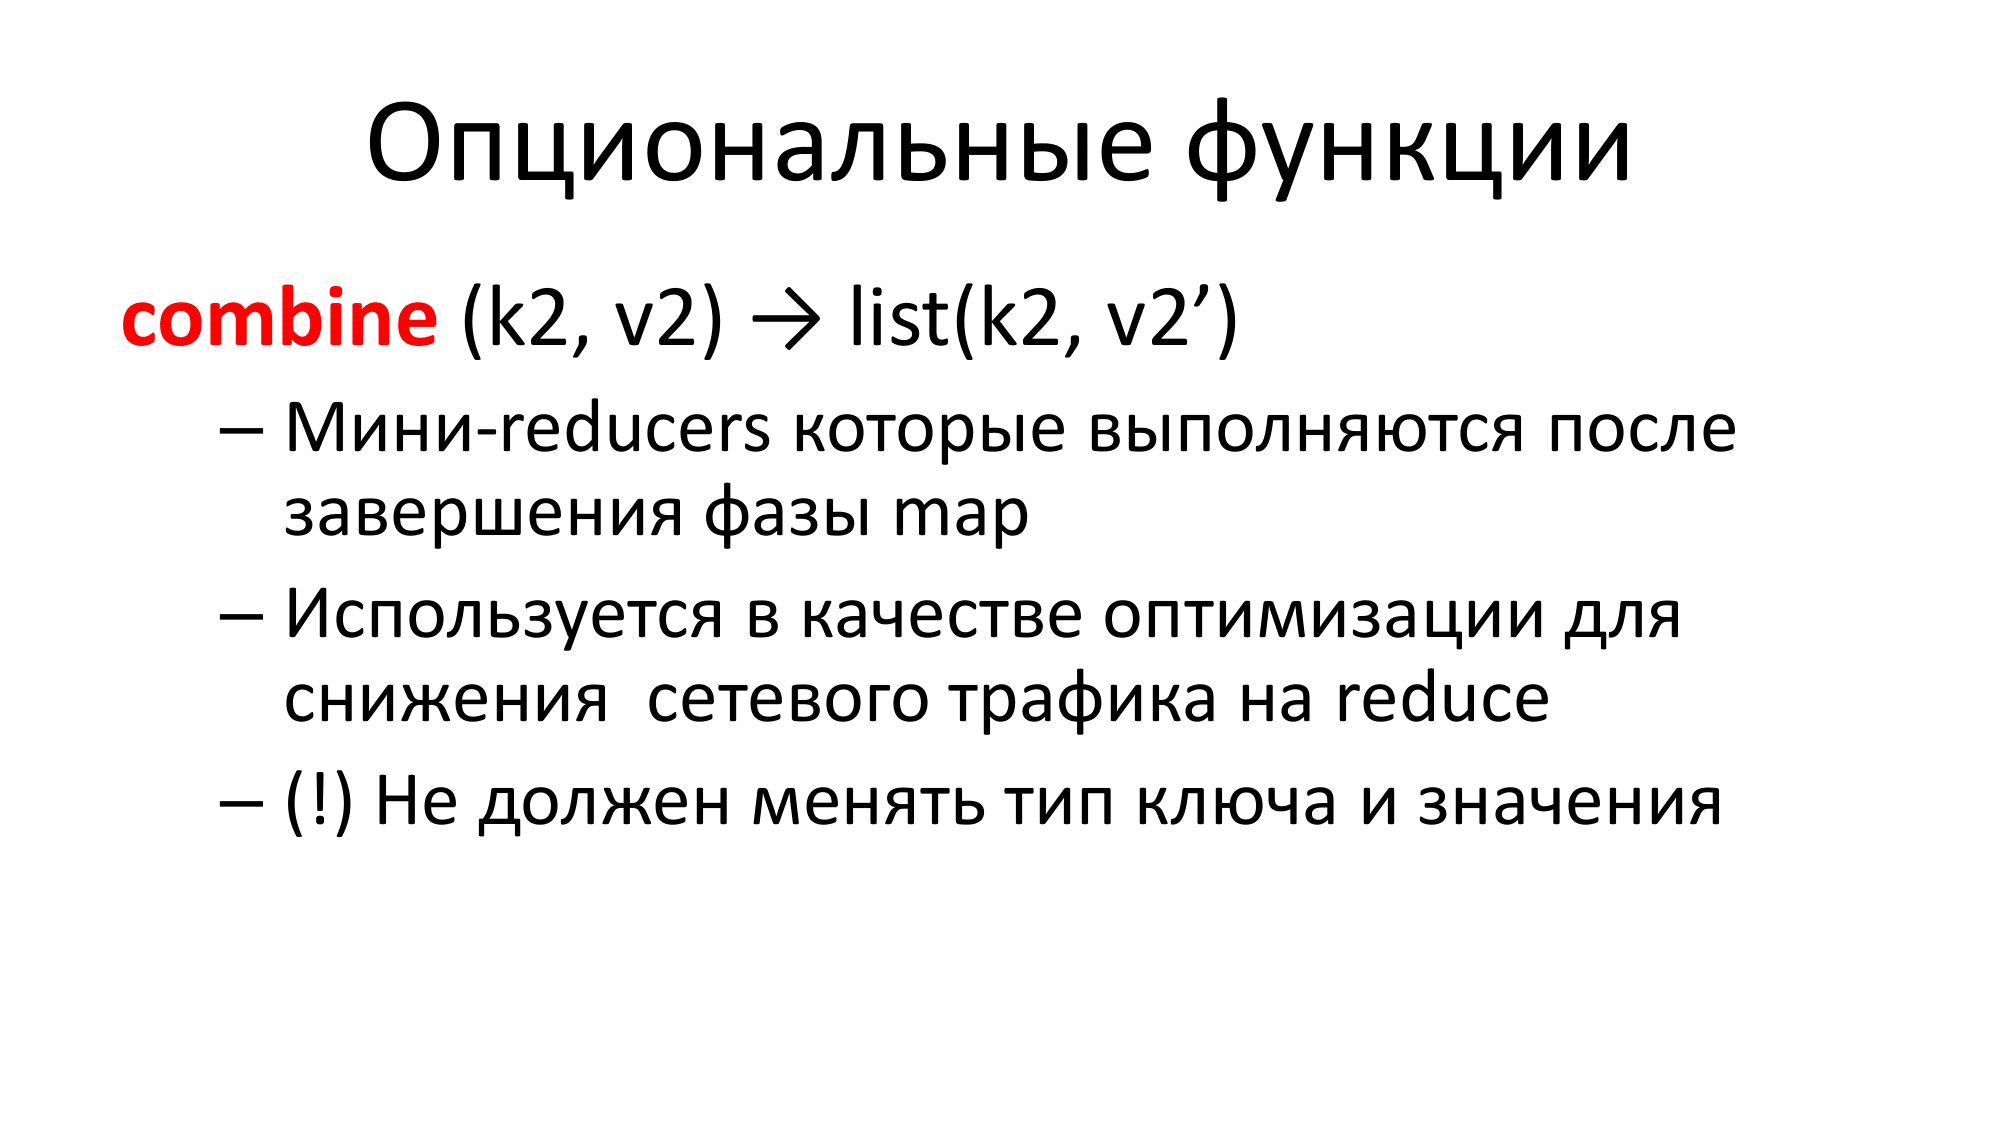 Опциональные функции
combine (k2, v2) → list(k2, v2’)
– Мини-reducers которые выполняются после
завершения фазы map
– Используется в качестве оптимизации для
снижения  сетевого трафика на reduce
– (!) Не должен менять тип ключа и значения